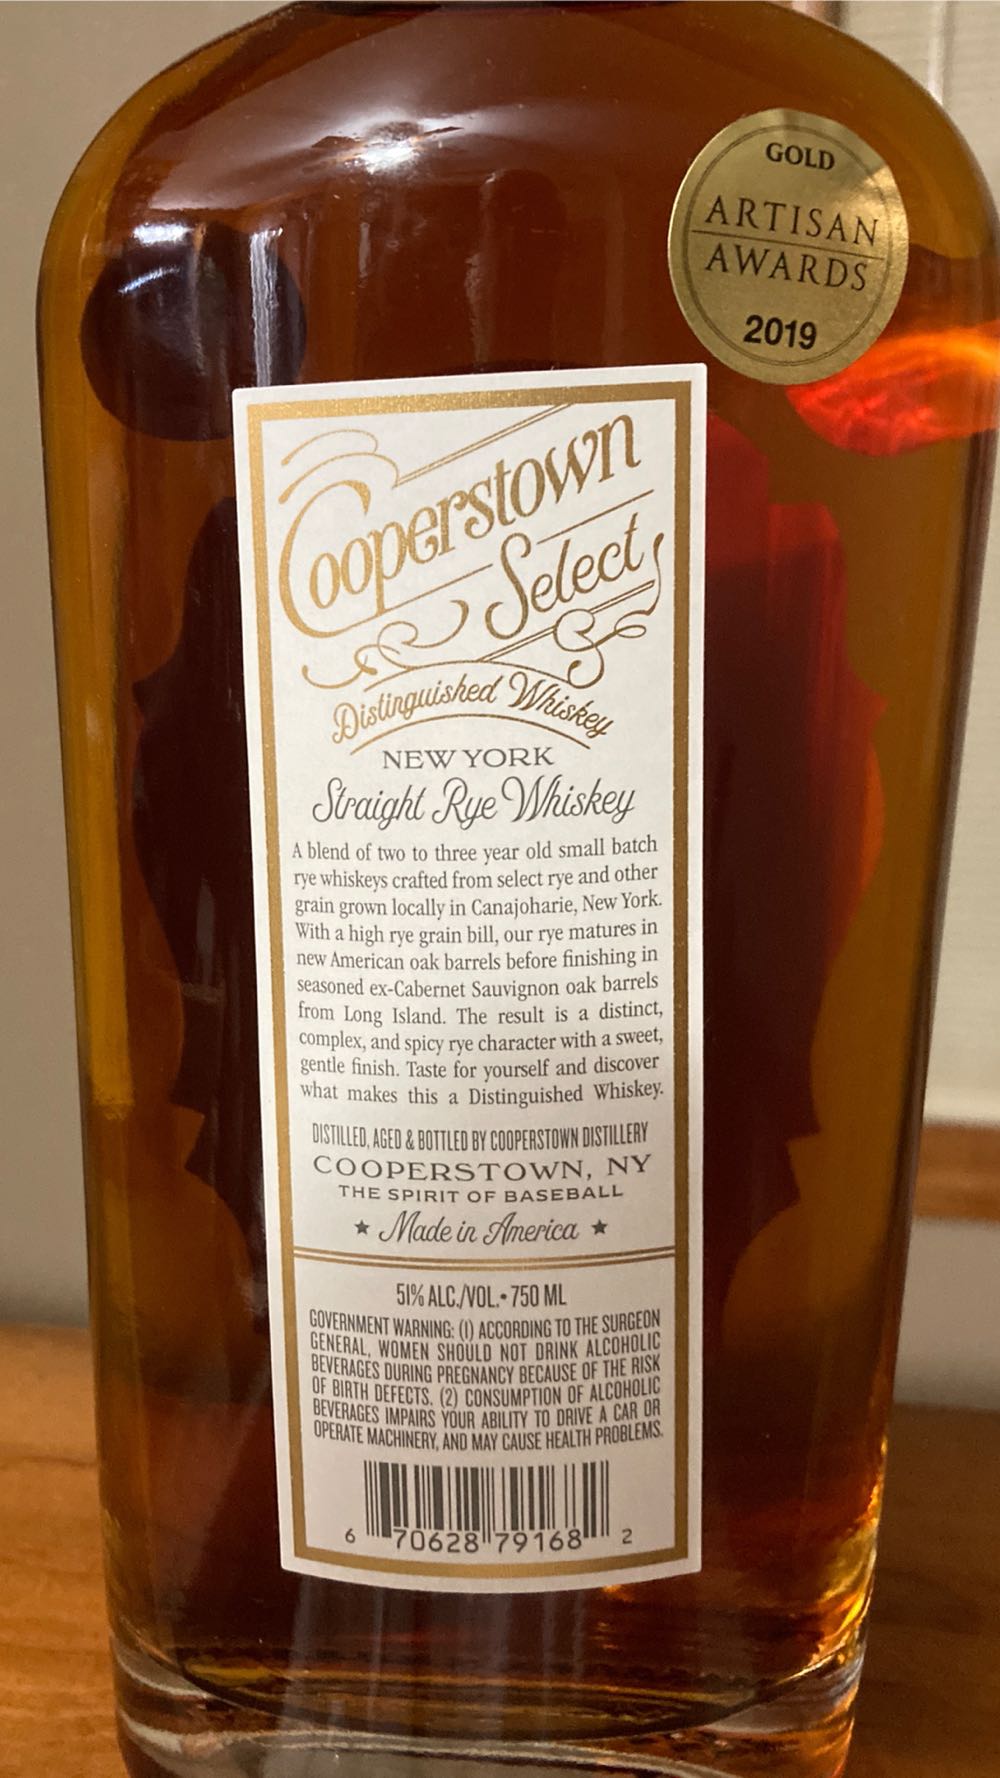 GOLD
ARTISAN
AWARDS
2019
Cooperstown
Select
Distinguished Whiskey
NEW YORK
Straight Rye Whiskey
A blend of two to three year old small batch
rye whiskeys crafted from select rye and other
grain grown locally in Canajoharie, New York.
With a high rye grain bill, our rye matures in
new American oak barrels before finishing in
seasoned ex-Cabernet Sauvignon oak barrels
from Long Island. The result is a distinct,
complex, and spicy rye character with a sweet,
gentle finish. Taste for yourself and discover
what makes this a Distinguished Whiskey.
DISTILLED, AGED & BOTTLED BY COOPERSTOWN DISTILLERY
COOPERSTOWN, NY
THE SPIRIT OF BASEBALL
★ Made in America ★
51% ALC./VOL. • 750 ML
GOVERNMENT WARNING: (1) ACCORDING TO THE SURGEON
GENERAL, WOMEN SHOULD NOT DRINK ALCOHOLIC
BEVERAGES DURING PREGNANCY BECAUSE OF THE RISK
OF BIRTH DEFECTS. (2) CONSUMPTION OF ALCOHOLIC
BEVERAGES IMPAIRS YOUR ABILITY TO DRIVE A CAR OR
OPERATE MACHINERY, AND MAY CAUSE HEALTH PROBLEMS.
6 70628 79168 2